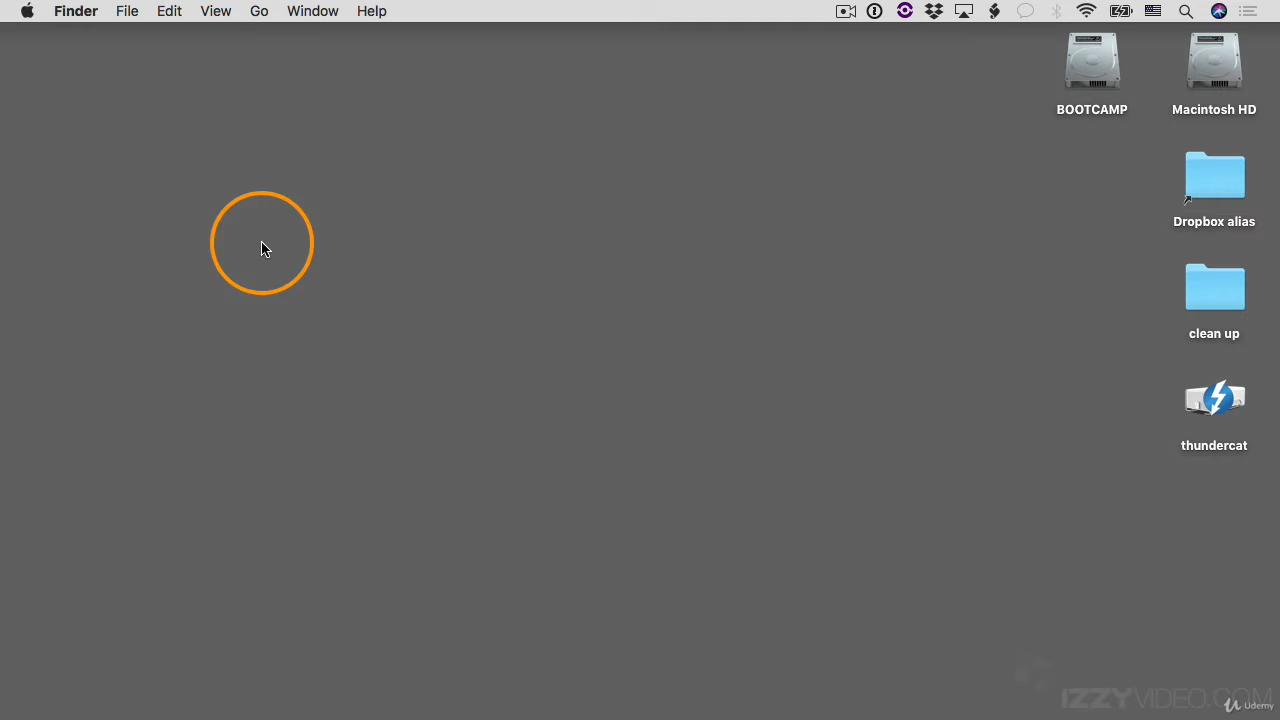 Finder File Edit View Go Window Help
BOOTCAMP
Macintosh HD
Dropbox alias
clean up
thundercat
IZZYVIDEO.COM
Udemy